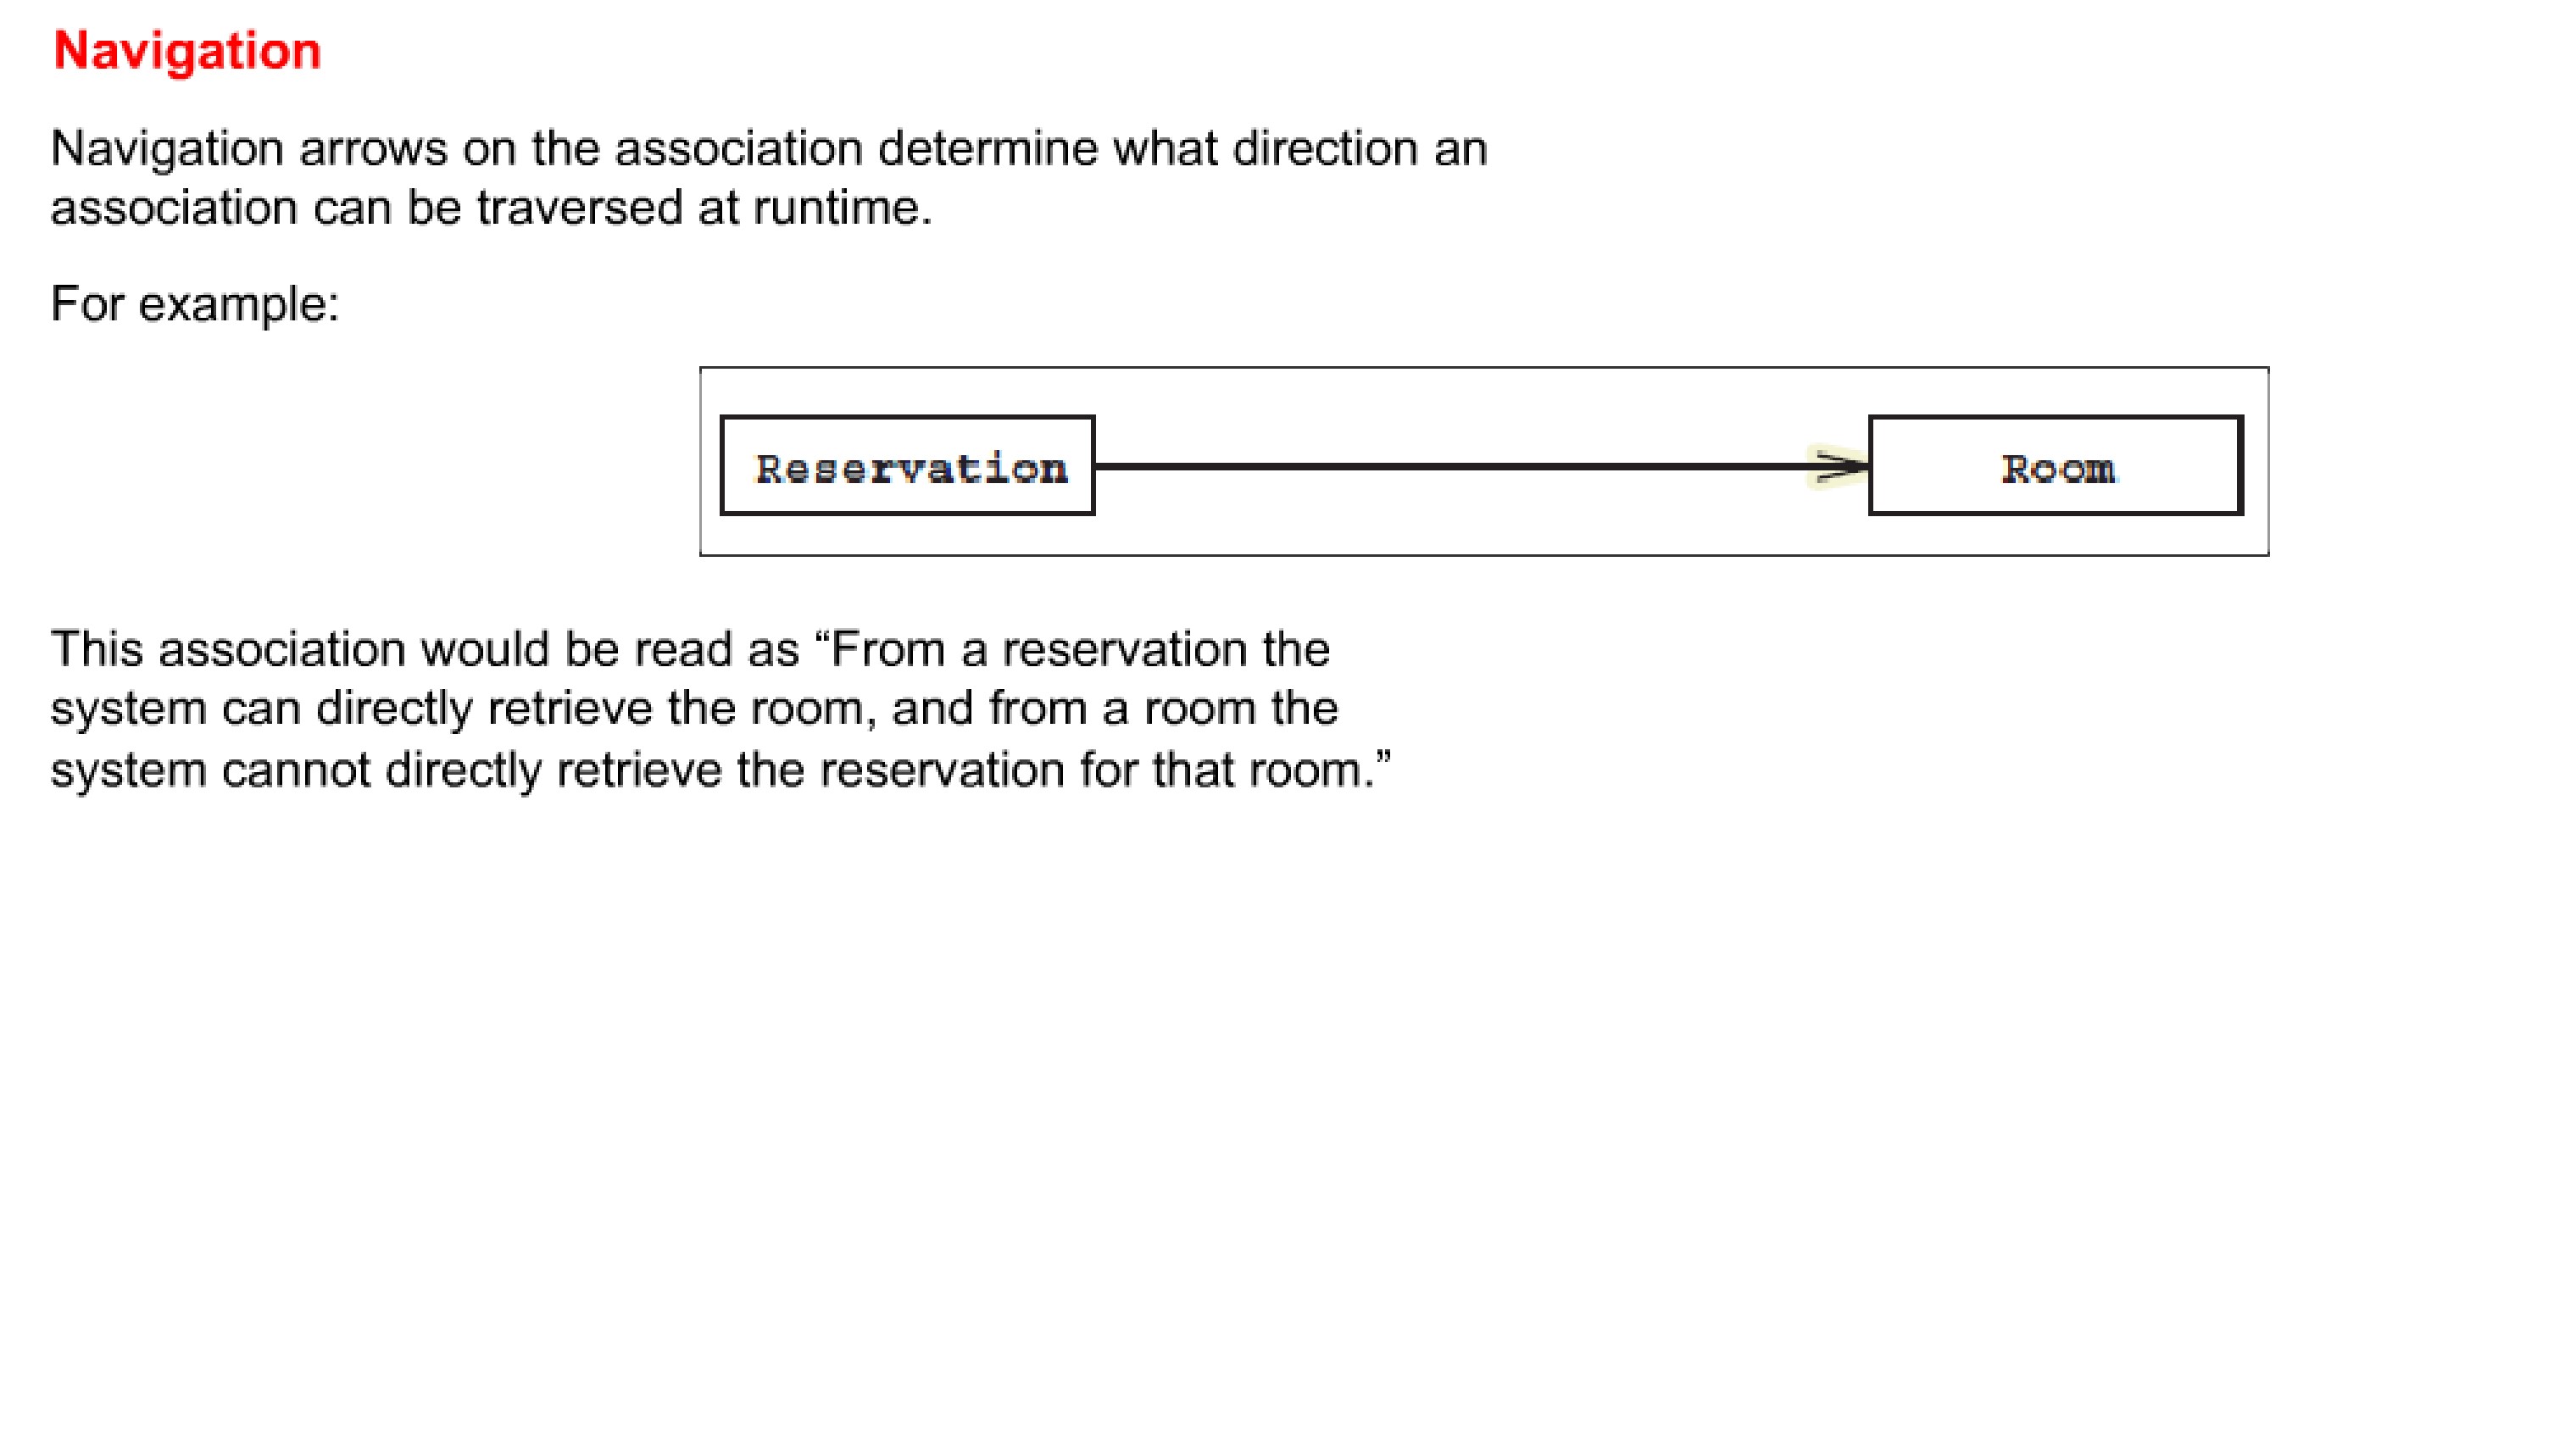 Navigation
Navigation arrows on the association determine what direction an
association can be traversed at runtime.
For example:
Reservation
Room
This association would be read as “From a reservation the
system can directly retrieve the room, and from a room the
system cannot directly retrieve the reservation for that room.”